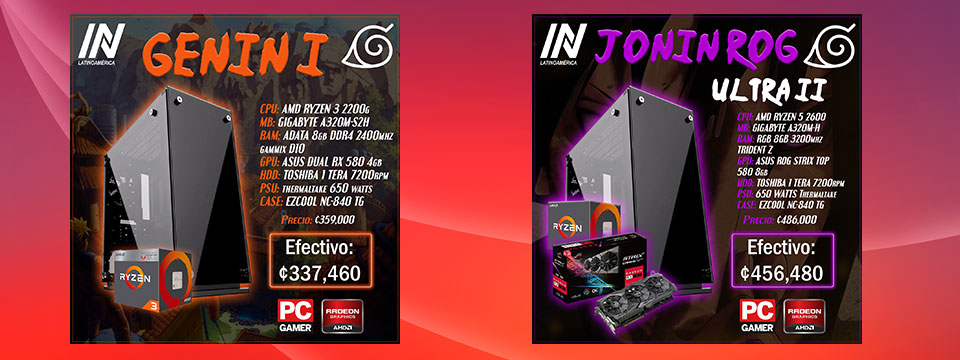 IN
LATINOAMÉRICA
GENIN I
CPU: AMD RYZEN 3 2200G
MB: GIGABYTE A320M-S2H
RAM: ADATA 8GB DDR4 2400MHZ
GAMMIX D10
GPU: ASUS DUAL RX 580 4GB
HDD: TOSHIBA 1 TERA 7200RPM
PSU: THERMALTAKE 650 WATTS
CASE: EZCOOL NC-840 TG
PRECIO: ¢359,000
Efectivo:
¢337,460
RYZEN
3
PC
GAMER
RADEON
GRAPHICS
AMD
IN
LATINOAMÉRICA
JONIN ROG
ULTRA II
CPU: AMD RYZEN 5 2600
MB: GIGABYTE A320M-H
RAM: RGB 8GB 3200MHZ
TRIDENT Z
GPU: ASUS ROG STRIX TOP
580 8GB
HDD: TOSHIBA 1 TERA 7200RPM
PSU: 650 WATTS THERMALTAKE
CASE: EZCOOL NC-840 TG
PRECIO: ¢486,000
Efectivo:
¢456,480
RYZEN
STRIX
PC
GAMER
RADEON
GRAPHICS
AMD